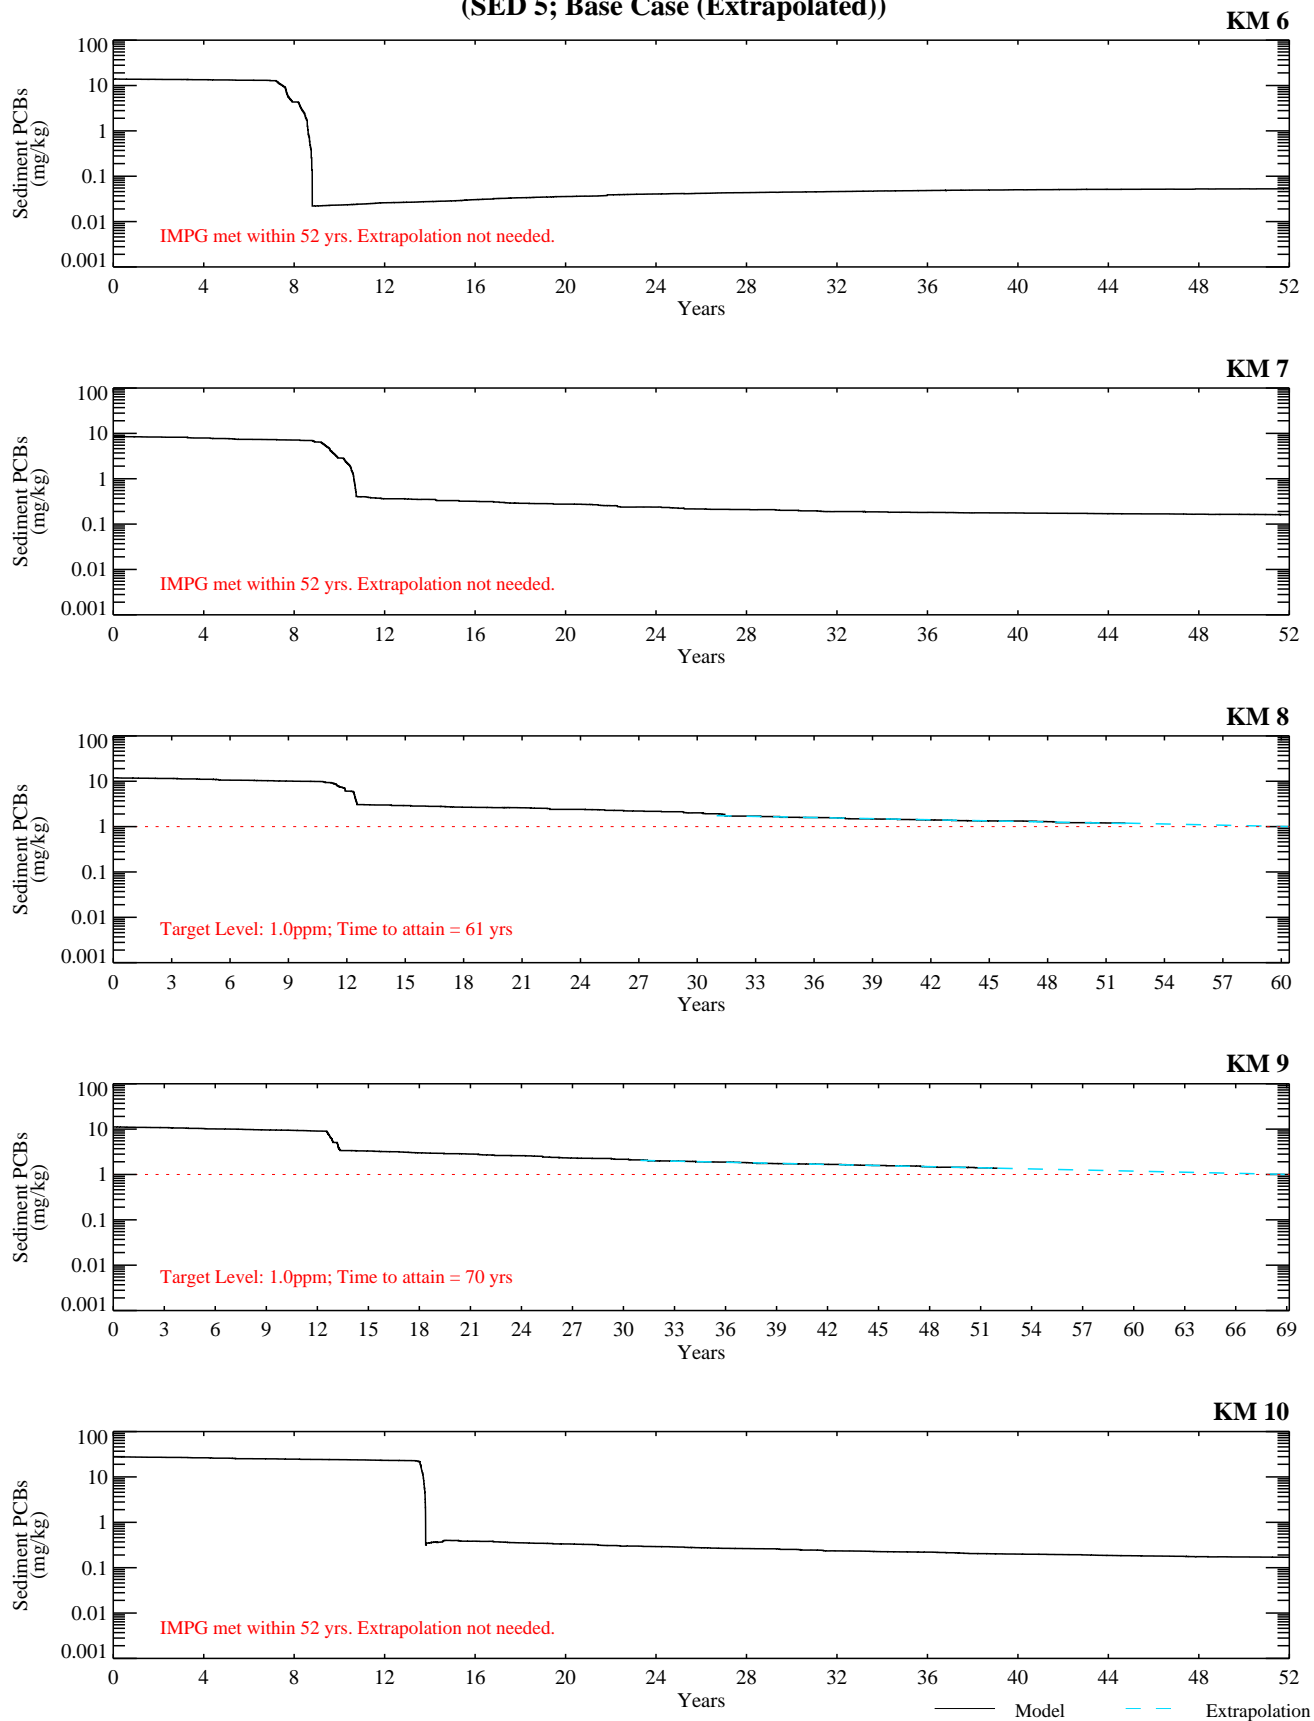 (SED 5; Base Case (Extrapolated))
KM 6
Sediment PCBs
(mg/kg)
100
10
1
0.1
0.01
0.001
IMPG met within 52 yrs. Extrapolation not needed.
0 4 8 12 16 20 24 28 32 36 40 44 48 52
Years
KM 7
Sediment PCBs
(mg/kg)
100
10
1
0.1
0.01
0.001
IMPG met within 52 yrs. Extrapolation not needed.
0 4 8 12 16 20 24 28 32 36 40 44 48 52
Years
KM 8
Sediment PCBs
(mg/kg)
100
10
1
0.1
0.01
0.001
Target Level: 1.0ppm; Time to attain = 61 yrs
0 3 6 9 12 15 18 21 24 27 30 33 36 39 42 45 48 51 54 57 60
Years
KM 9
Sediment PCBs
(mg/kg)
100
10
1
0.1
0.01
0.001
Target Level: 1.0ppm; Time to attain = 70 yrs
0 3 6 9 12 15 18 21 24 27 30 33 36 39 42 45 48 51 54 57 60 63 66 69
Years
KM 10
Sediment PCBs
(mg/kg)
100
10
1
0.1
0.01
0.001
IMPG met within 52 yrs. Extrapolation not needed.
0 4 8 12 16 20 24 28 32 36 40 44 48 52
Years
Model Extrapolation